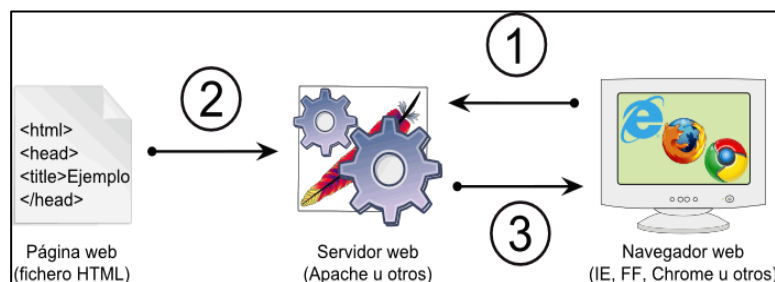 1
2
3
<html>
<head>
<title>Ejemplo
</head>
Página web
(fichero HTML)
Servidor web
(Apache u otros)
Navegador web
(IE, FF, Chrome u otros)